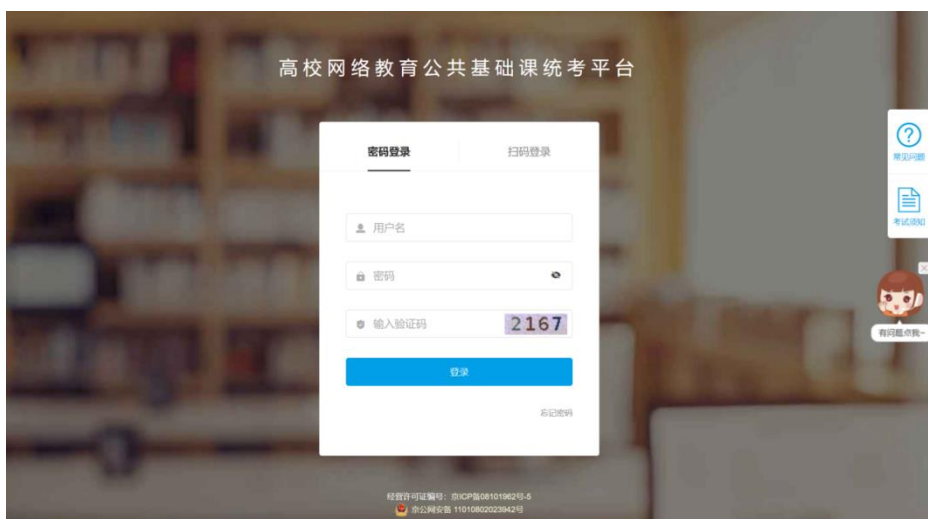 高校网络教育公共基础课统考平台
密码登录
扫码登录
用户名
密码
输入验证码
2167
登录
忘记密码
常见问题
考试须知
有问题点我~
经营许可证编号：京ICP备08101962号-5
京公网安备 11010802023942号